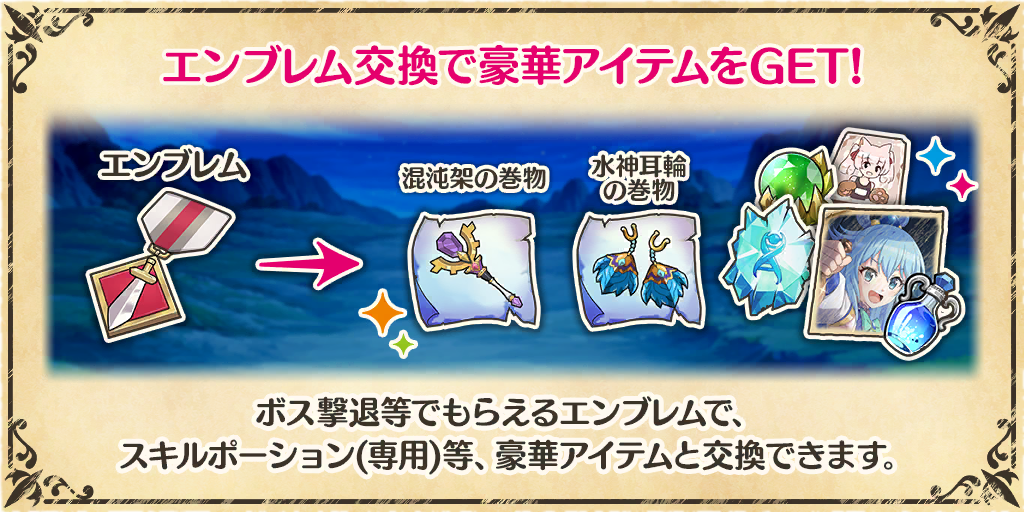 エンブレム交換で豪華アイテムをGET!
エンブレム
混沌架の巻物
水神耳輪
の巻物
ボス撃退等でもらえるエンブレムで、
スキルポーション(専用)等、豪華アイテムと交換できます。